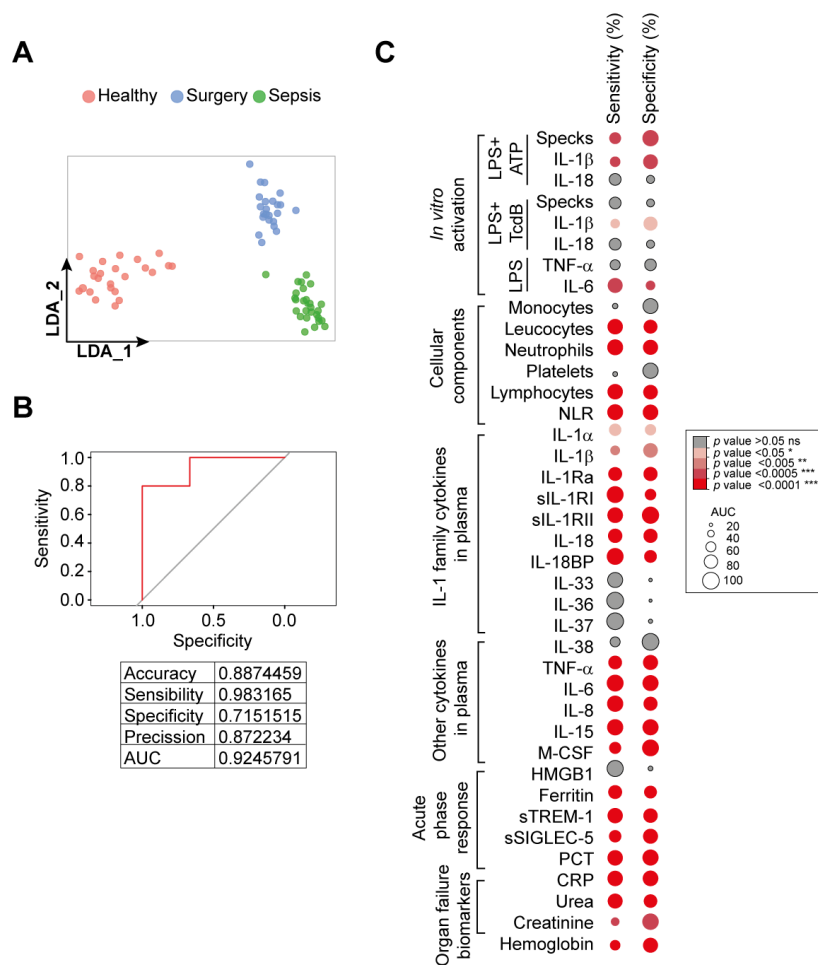 A
Healthy Surgery Sepsis
LDA_2
LDA_1
B
1.0
0.8
0.6
0.4
0.2
0.0
Sensitivity
1.0 0.5 0.0
Specificity
Accuracy 0.8874459
Sensibility 0.983165
Specificity 0.7151515
Precission 0.872234
AUC 0.9245791
C
Sensitivity (%)
Specificity (%)
In vitro
activation
LPS+
ATP
Specks
IL-1β
IL-18
LPS+
TcdB
Specks
IL-1β
IL-18
LPS
TNF-α
IL-6
Cellular
components
Monocytes
Leucocytes
Neutrophils
Platelets
Lymphocytes
NLR
IL-1 family cytokines
in plasma
IL-1α
IL-1β
IL-1Ra
sIL-1RI
sIL-1RII
IL-18
IL-18BP
IL-33
IL-36
IL-37
IL-38
Other cytokines
in plasma
TNF-α
IL-6
IL-8
IL-15
M-CSF
HMGB1
Acute
phase
response
Ferritin
sTREM-1
sSIGLEC-5
PCT
CRP
Organ failure
biomarkers
Urea
Creatinine
Hemoglobin
p value >0.05 ns
p value <0.05 *
p value <0.005 **
p value <0.0005 ***
p value <0.0001 ***
AUC
20
40
60
80
100